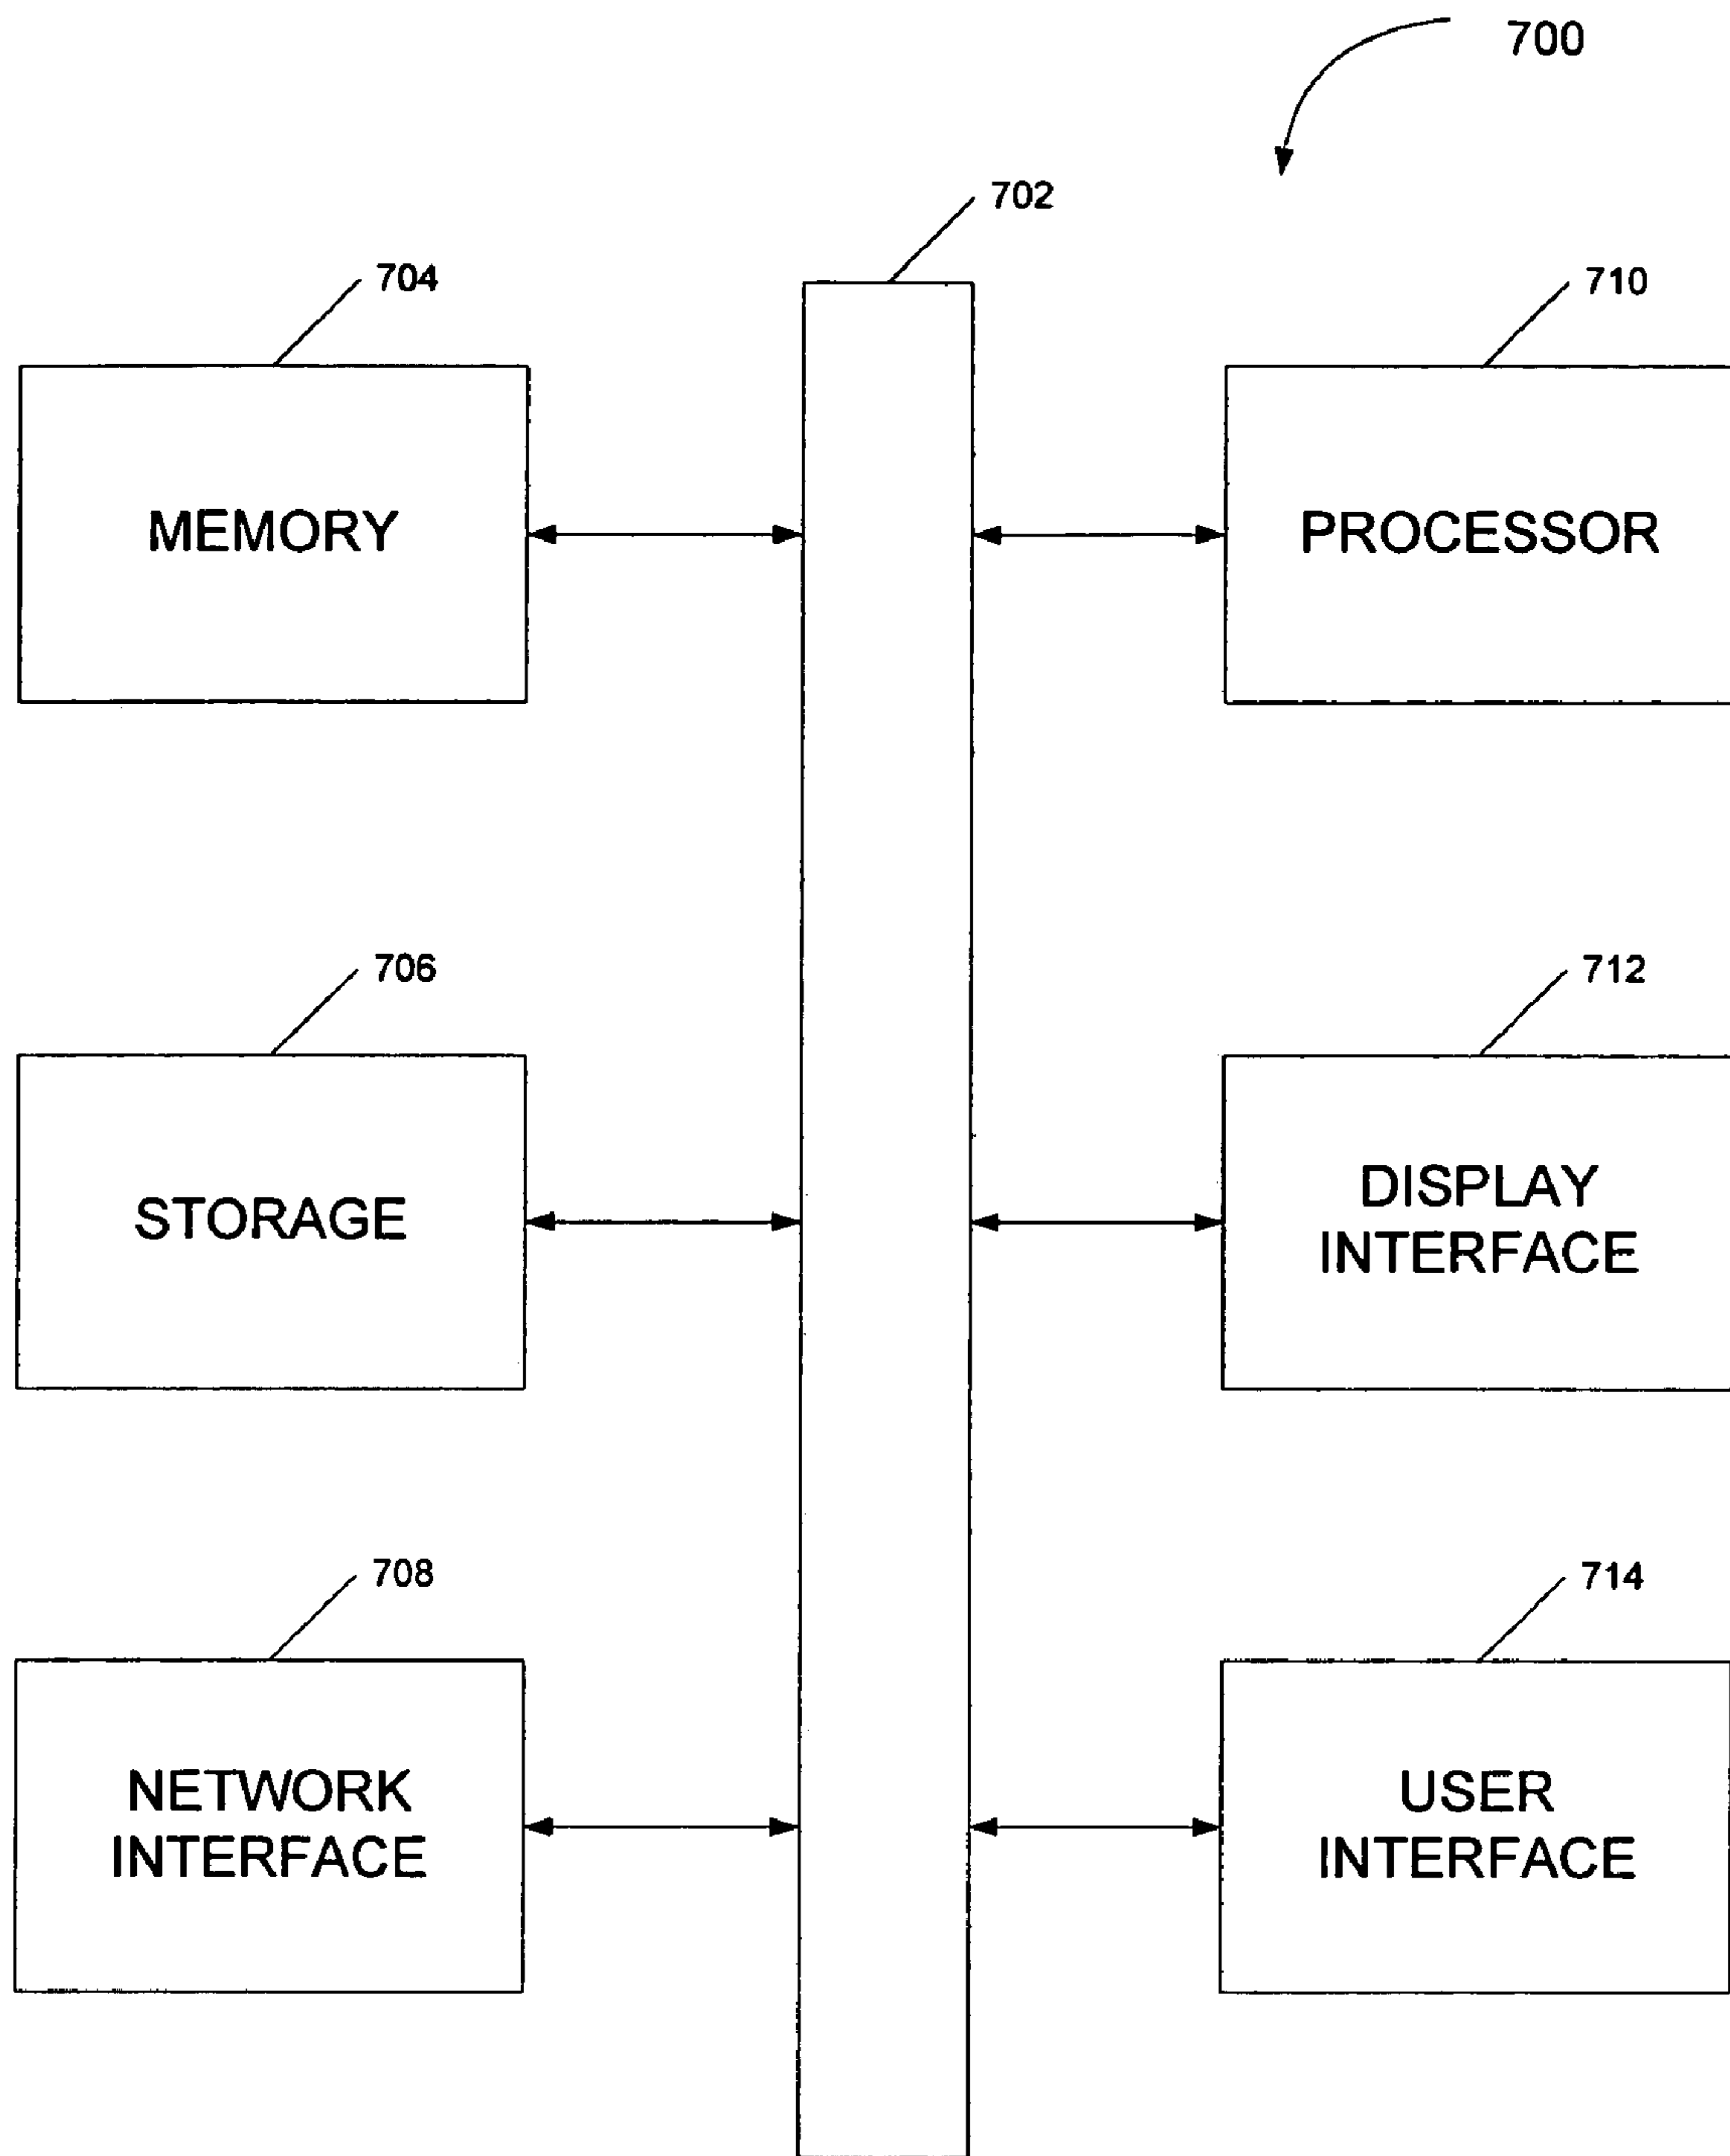 700
702
704
710
MEMORY
PROCESSOR
706
712
STORAGE
DISPLAY
INTERFACE
708
714
NETWORK
INTERFACE
USER
INTERFACE